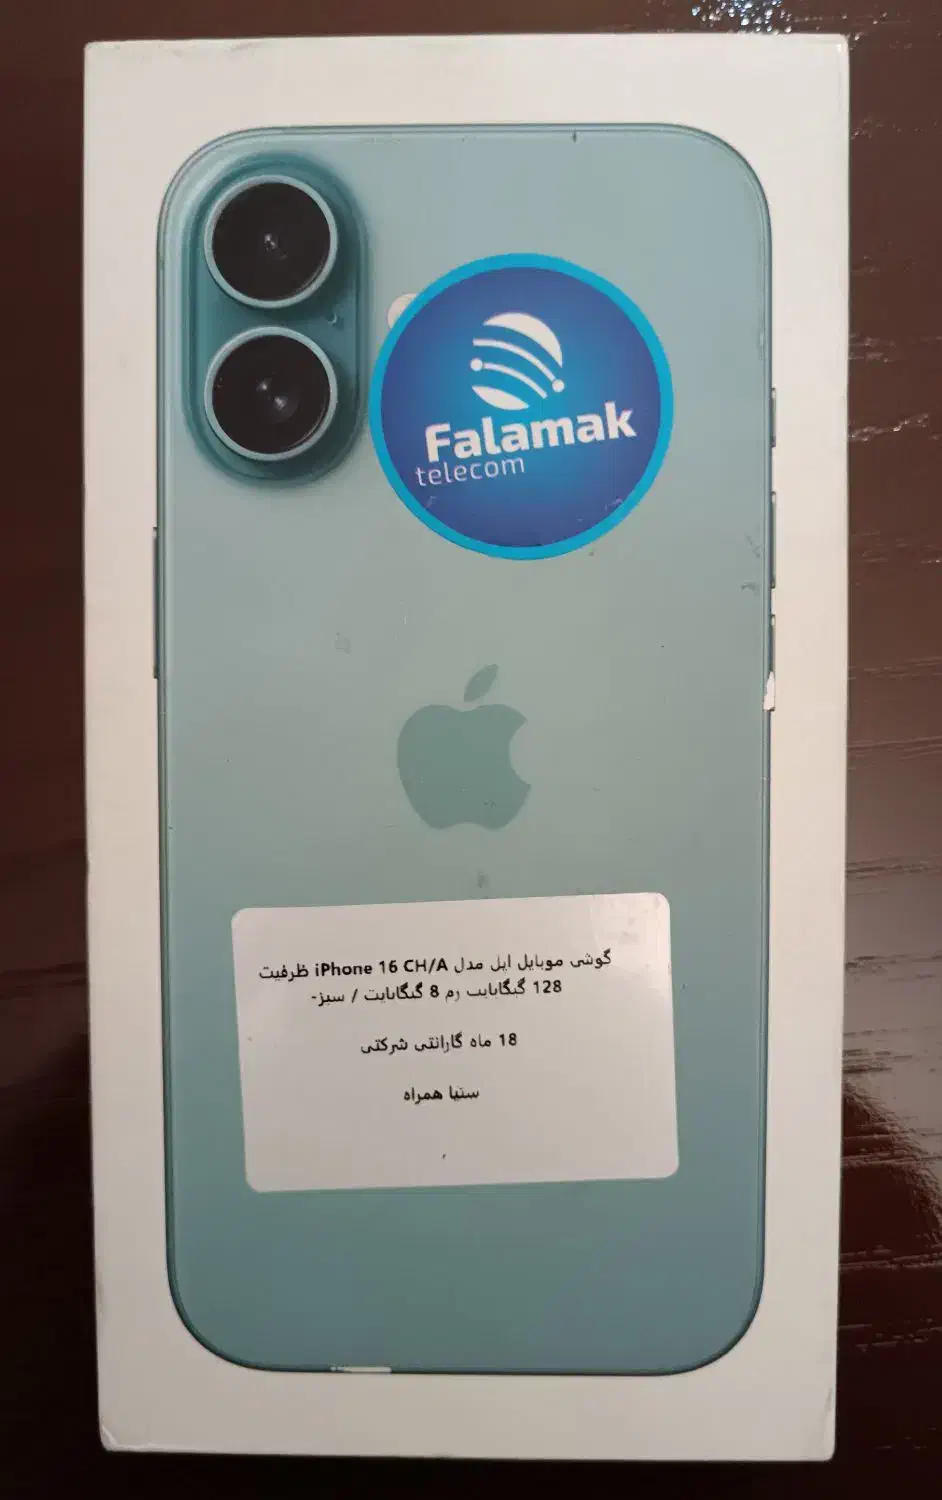 Falamak
telecom
گوشی موبایل اپل مدل iPhone 16 CH/A ظرفیت
128 گیگابایت رم 8 گیگابایت / سبز-
18 ماه گارانتی شرکتی
ستیا همراه